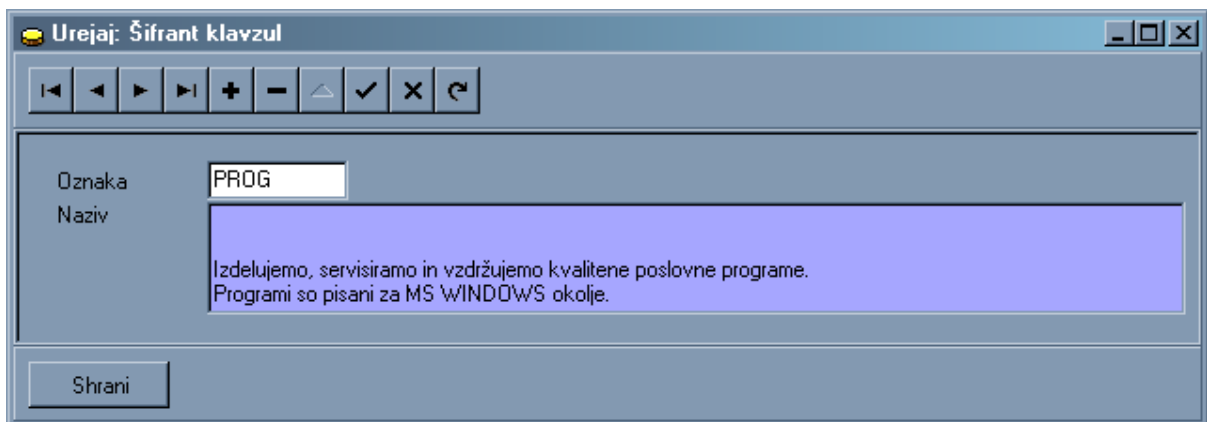 Urejaj: Šifrant klavzul
Oznaka
PROG
Naziv
Izdelujemo, servisiramo in vzdržujemo kvalitene poslovne programe.
Programi so pisani za MS WINDOWS okolje.
Shrani